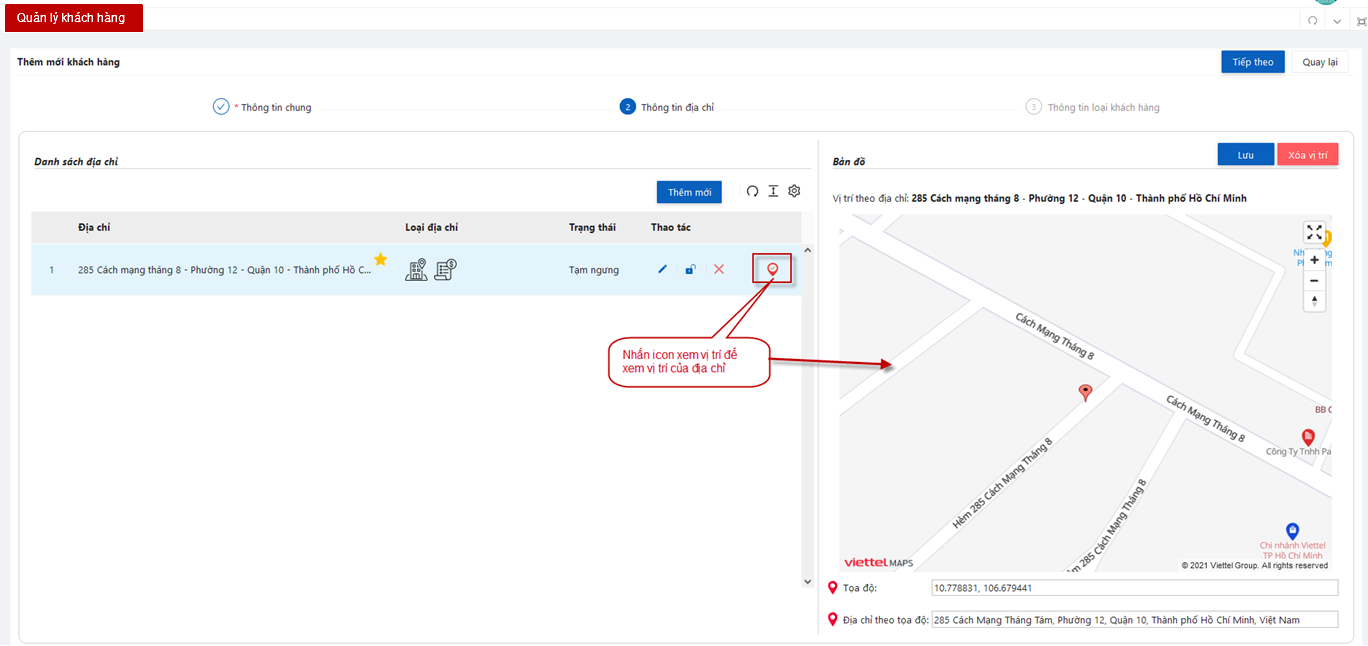 Quản lý khách hàng
Thêm mới khách hàng
Tiếp theo
Quay lại
* Thông tin chung
2 Thông tin địa chỉ
3 Thông tin loại khách hàng
Danh sách địa chỉ
Bản đồ
Lưu
Xóa vị trí
Thêm mới
Vị trí theo địa chỉ: 285 Cách mạng tháng 8 - Phường 12 - Quận 10 - Thành phố Hồ Chí Minh
Địa chỉ
Loại địa chỉ
Trạng thái
Thao tác
1 285 Cách mạng tháng 8 - Phường 12 - Quận 10 - Thành phố Hồ C...
Tạm ngưng
Nhấn icon xem vị trí để
xem vị trí của địa chỉ
Cách Mạng Tháng 8
Cách Mạng Tháng 8
BB C
Công Ty Tnhh Pa
Hẻm 285 Cách Mạng Tháng 8
m 285 Cách Mạng Tháng 8
Chi nhánh Viettel
TP Hồ Chí Minh
viettel MAPS
© 2021 Viettel Group. All rights reserved
Tọa độ:
10.778831, 106.679441
Địa chỉ theo tọa độ:
285 Cách Mạng Tháng Tám, Phường 12, Quận 10, Thành phố Hồ Chí Minh, Việt Nam